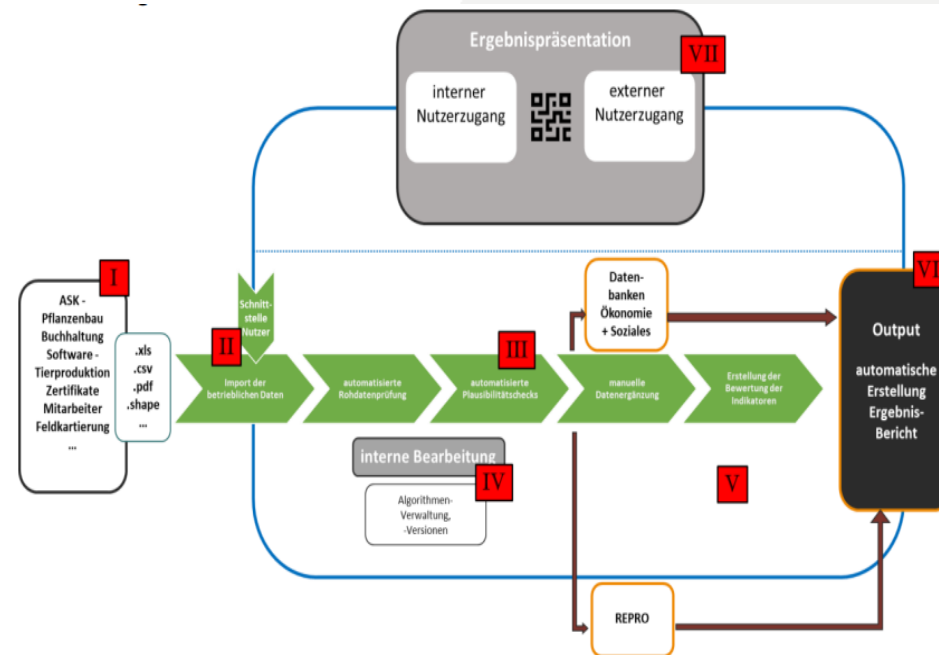 Ergebnispräsentation
VII
interner
Nutzerzugang
externer
Nutzerzugang
I
ASK -
Pflanzenbau
Buchhaltung
Software -
Tierproduktion
Zertifikate
Mitarbeiter
Feldkartierung
...
.xls
.csv
.pdf
.shape
...
Schnitt-
stelle
Nutzer
II
Import der
betrieblichen Daten
automatisierte
Rohdatenprüfung
III
automatisierte
Plausibilitätschecks
manuelle
Datenergänzung
Erstellung der
Bewertung der
Indikatoren
Daten-
banken
Ökonomie
+ Soziales
VI
Output
automatische
Erstellung
Ergebnis-
Bericht
interne Bearbeitung
IV
Algorithmen-
Verwaltung,
-Versionen
V
REPRO